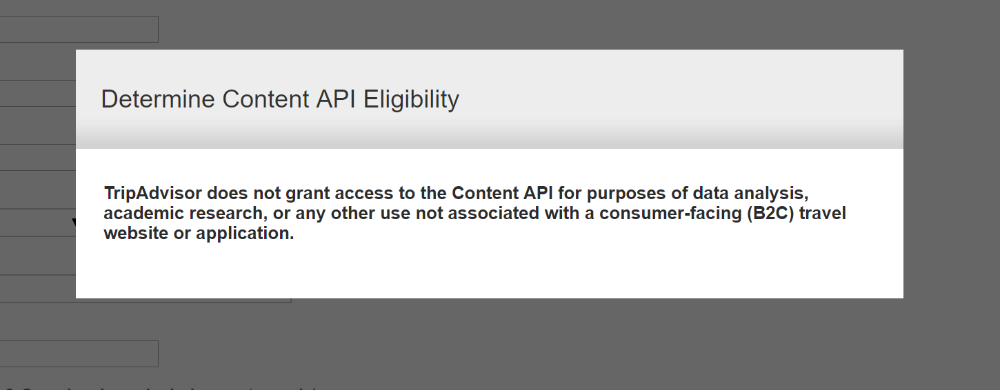 Determine Content API Eligibility
TripAdvisor does not grant access to the Content API for purposes of data analysis,
academic research, or any other use not associated with a consumer-facing (B2C) travel
website or application.